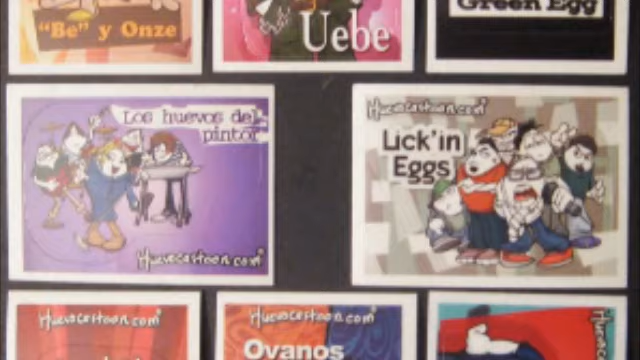 "Be" y Onze
Uebe
Green Egg
Los huevos del
pintor
Huevocartoon.com
Huevocartoon.com
Lick'in
Eggs
Huevocartoon.com
Huevocartoon.com
Ovanos